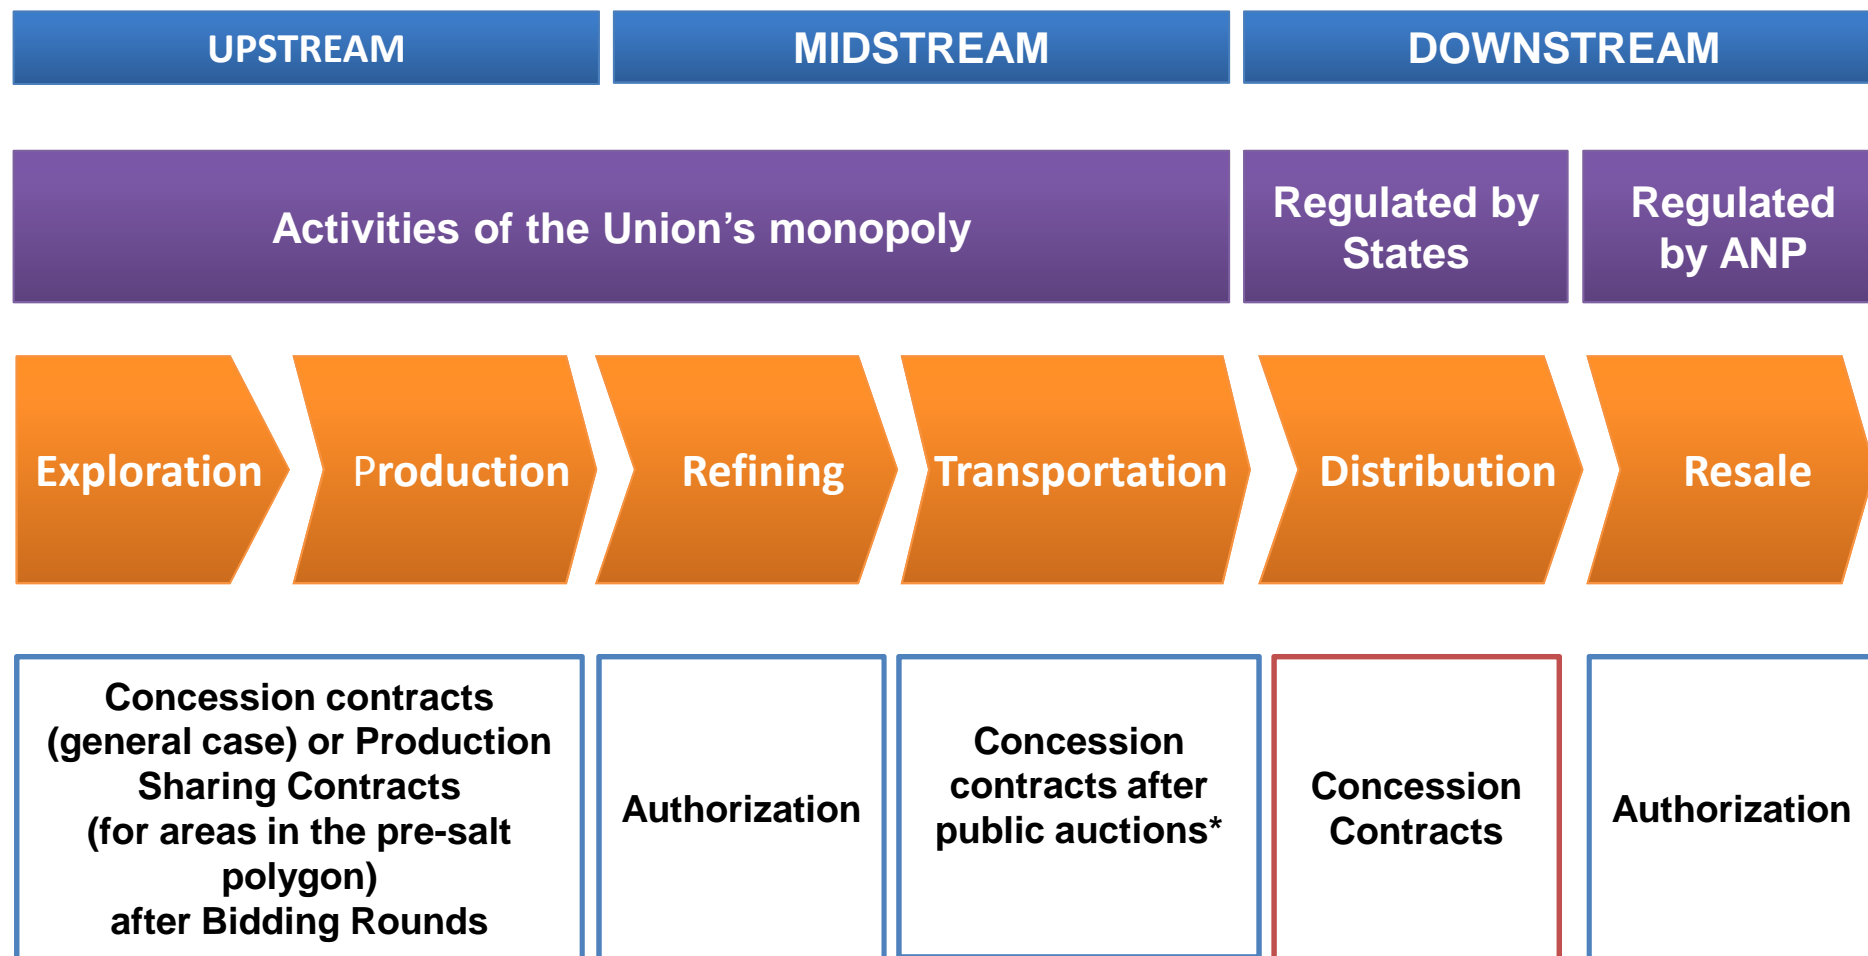 UPSTREAM
MIDSTREAM
DOWNSTREAM
Activities of the Union’s monopoly
Regulated by
States
Regulated
by ANP
Exploration
Production
Refining
Transportation
Distribution
Resale
Concession contracts
(general case) or Production
Sharing Contracts
(for areas in the pre-salt
polygon)
after Bidding Rounds
Authorization
Concession
contracts after
public auctions*
Concession
Contracts
Authorization